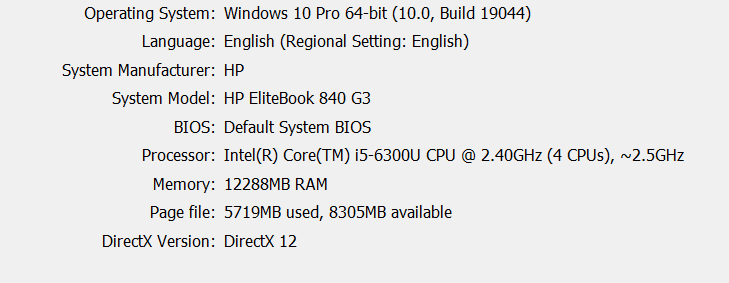 Operating System: Windows 10 Pro 64-bit (10.0, Build 19044)
Language: English (Regional Setting: English)
System Manufacturer: HP
System Model: HP EliteBook 840 G3
BIOS: Default System BIOS
Processor: Intel(R) Core(TM) i5-6300U CPU @ 2.40GHz (4 CPUs), ~2.5GHz
Memory: 12288MB RAM
Page file: 5719MB used, 8305MB available
DirectX Version: DirectX 12